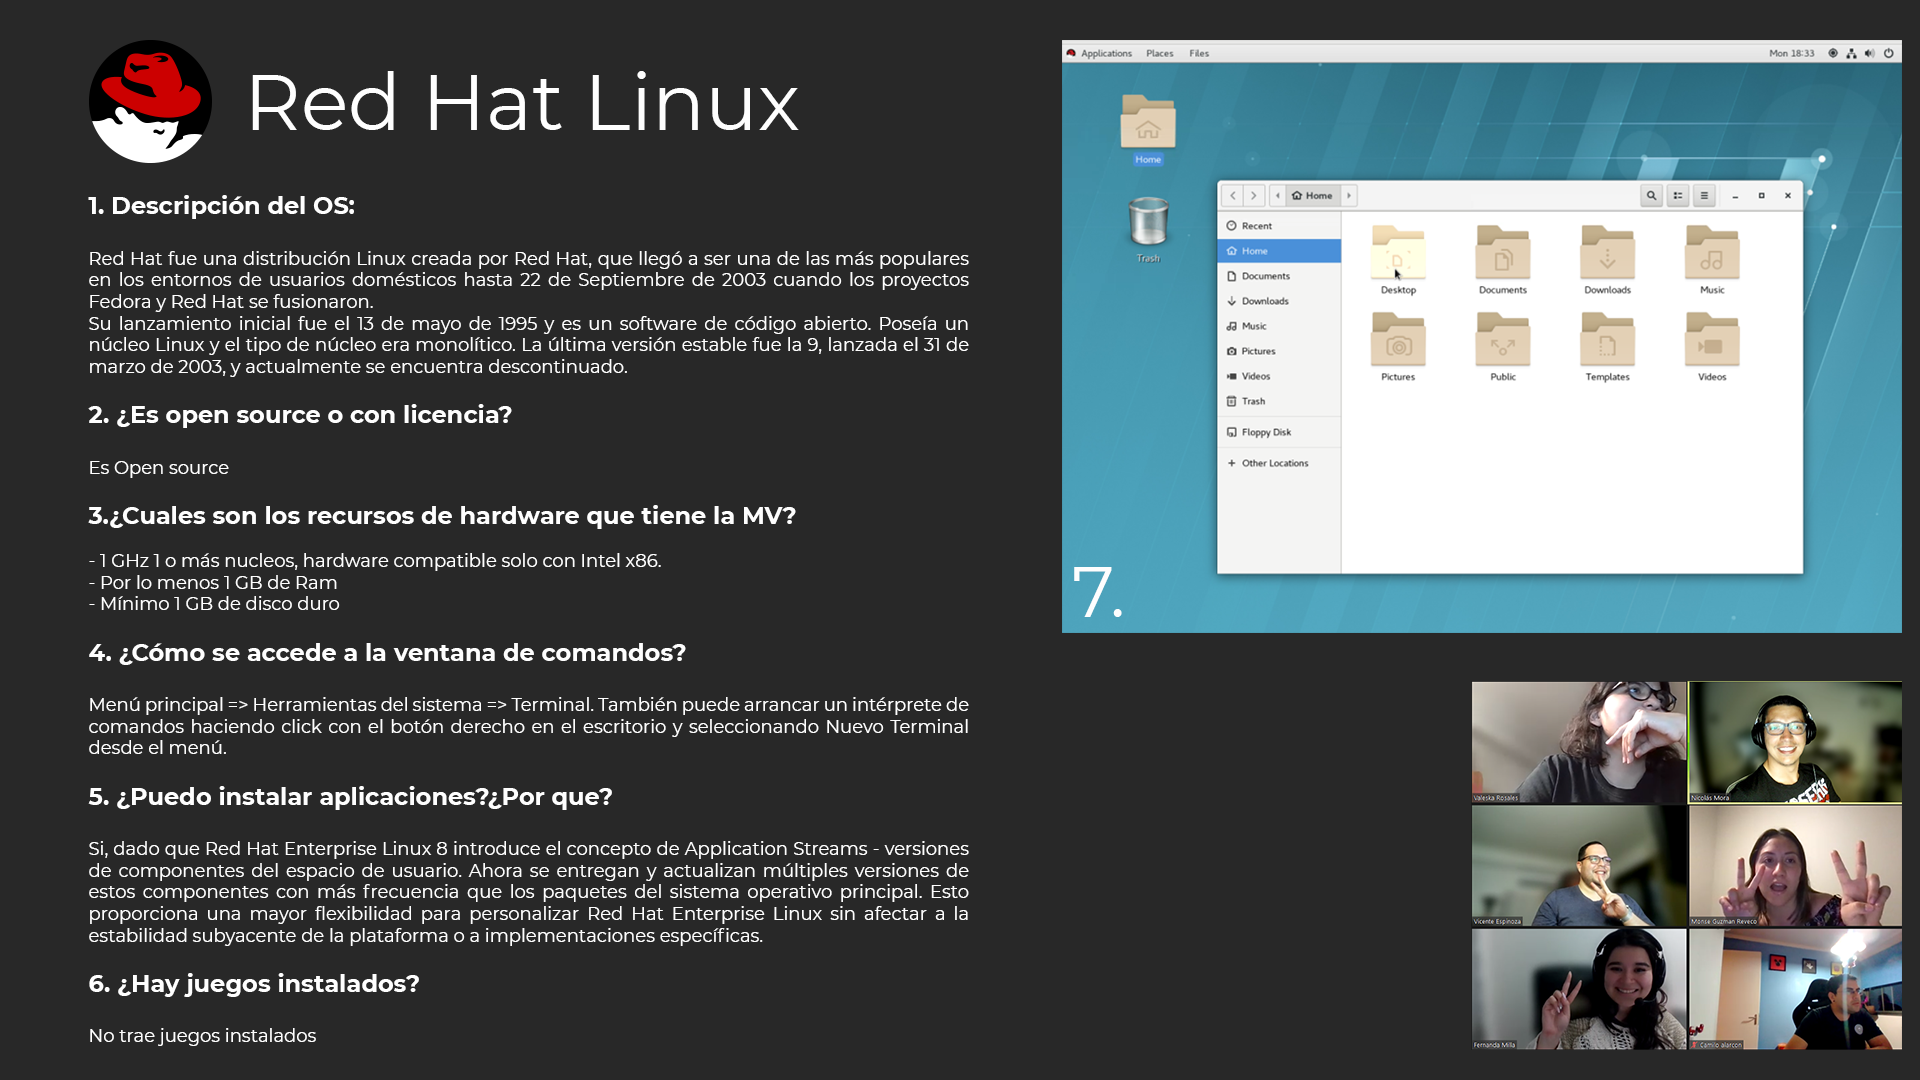 Red Hat Linux
1. Descripción del OS:
Red Hat fue una distribución Linux creada por Red Hat, que llegó a ser una de las más populares
en los entornos de usuarios domésticos hasta 22 de Septiembre de 2003 cuando los proyectos
Fedora y Red Hat se fusionaron.
Su lanzamiento inicial fue el 13 de mayo de 1995 y es un software de código abierto. Poseía un
núcleo Linux y el tipo de núcleo era monolítico. La última versión estable fue la 9, lanzada el 31 de
marzo de 2003, y actualmente se encuentra descontinuado.
2. ¿Es open source o con licencia?
Es Open source
3.¿Cuales son los recursos de hardware que tiene la MV?
- 1 GHz 1 o más nucleos, hardware compatible solo con Intel x86.
- Por lo menos 1 GB de Ram
- Mínimo 1 GB de disco duro
4. ¿Cómo se accede a la ventana de comandos?
Menú principal => Herramientas del sistema => Terminal. También puede arrancar un intérprete de
comandos haciendo click con el botón derecho en el escritorio y seleccionando Nuevo Terminal
desde el menú.
5. ¿Puedo instalar aplicaciones?¿Por que?
Si, dado que Red Hat Enterprise Linux 8 introduce el concepto de Application Streams - versiones
de componentes del espacio de usuario. Ahora se entregan y actualizan múltiples versiones de
estos componentes con más frecuencia que los paquetes del sistema operativo principal. Esto
proporciona una mayor flexibilidad para personalizar Red Hat Enterprise Linux sin afectar a la
estabilidad subyacente de la plataforma o a implementaciones específicas.
6. ¿Hay juegos instalados?
No trae juegos instalados
Applications Places Files Mon 18:33
Home
Trash
Home
Recent
Home
Documents
Downloads
Music
Pictures
Videos
Trash
Floppy Disk
+ Other Locations
Desktop Documents Downloads Music
Pictures Public Templates Videos
7.
Valeska Rosales
Nicolás Mora
Vicente Espinoza
Monse Guzman Reveco
Fernanda Milla
Camilo alarcon